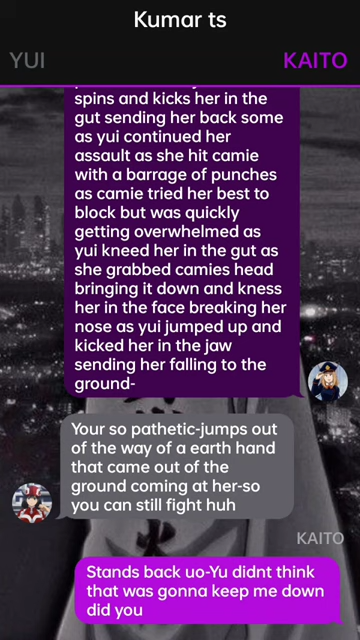 Kumar ts
YUI
KAITO
spins and kicks her in the
gut sending her back some
as yui continued her
assault as she hit camie
with a barrage of punches
as camie tried her best to
block but was quickly
getting overwhelmed as
yui kneed her in the gut as
she grabbed camies head
bringing it down and kness
her in the face breaking her
nose as yui jumped up and
kicked her in the jaw
sending her falling to the
ground-
Your so pathetic-jumps out
of the way of a earth hand
that came out of the
ground coming at her-so
you can still fight huh
KAITO
Stands back uo-Yu didnt think
that was gonna keep me down
did you